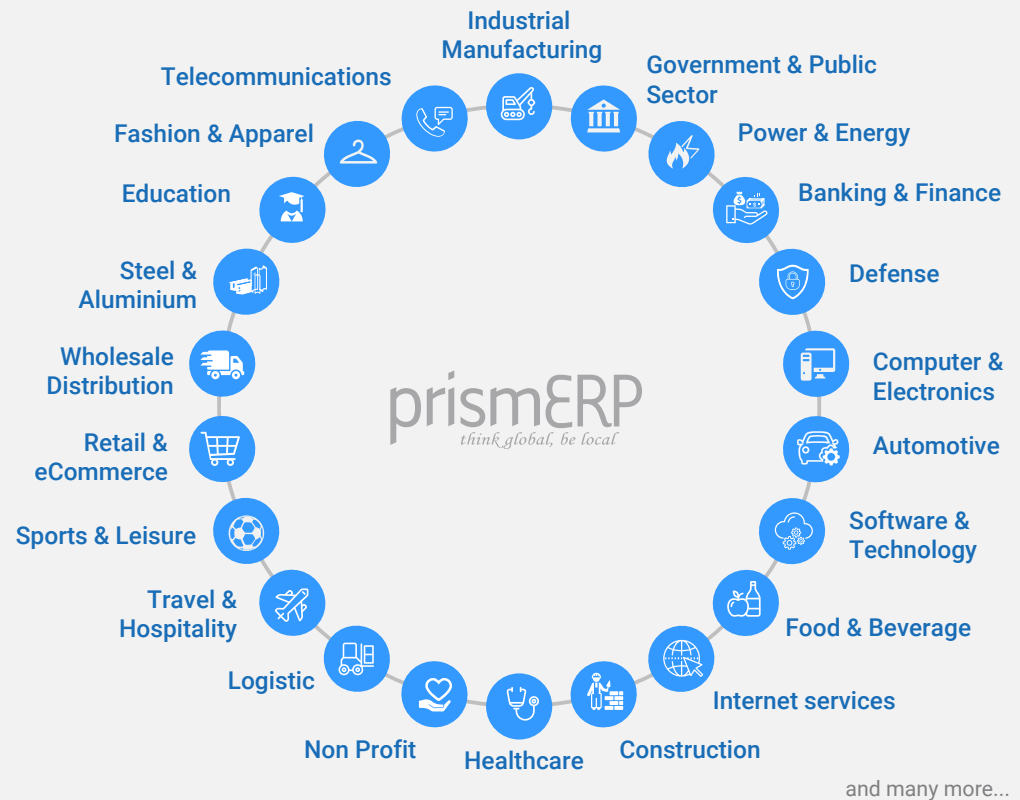 Industrial
Manufacturing
Government & Public
Sector
Power & Energy
Banking & Finance
Defense
Computer &
Electronics
Automotive
Software &
Technology
Food & Beverage
Internet services
Construction
Healthcare
Non Profit
Logistic
Travel &
Hospitality
Sports & Leisure
Retail &
eCommerce
Wholesale
Distribution
Steel &
Aluminium
Education
Fashion & Apparel
Telecommunications
prismERP
think global, be local
and many more...